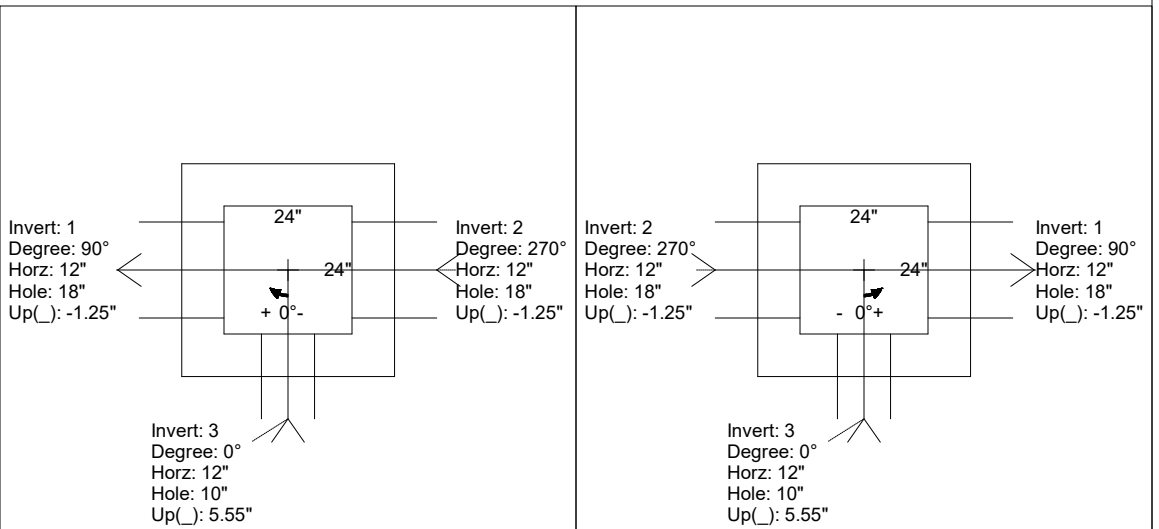 24"
24"
+ 0°-
Invert: 1
Degree: 90°
Horz: 12"
Hole: 18"
Up(_): -1.25"
Invert: 2
Degree: 270°
Horz: 12"
Hole: 18"
Up(_): -1.25"
Invert: 3
Degree: 0°
Horz: 12"
Hole: 10"
Up(_): 5.55"
24"
24"
- 0°+
Invert: 2
Degree: 270°
Horz: 12"
Hole: 18"
Up(_): -1.25"
Invert: 1
Degree: 90°
Horz: 12"
Hole: 18"
Up(_): -1.25"
Invert: 3
Degree: 0°
Horz: 12"
Hole: 10"
Up(_): 5.55"